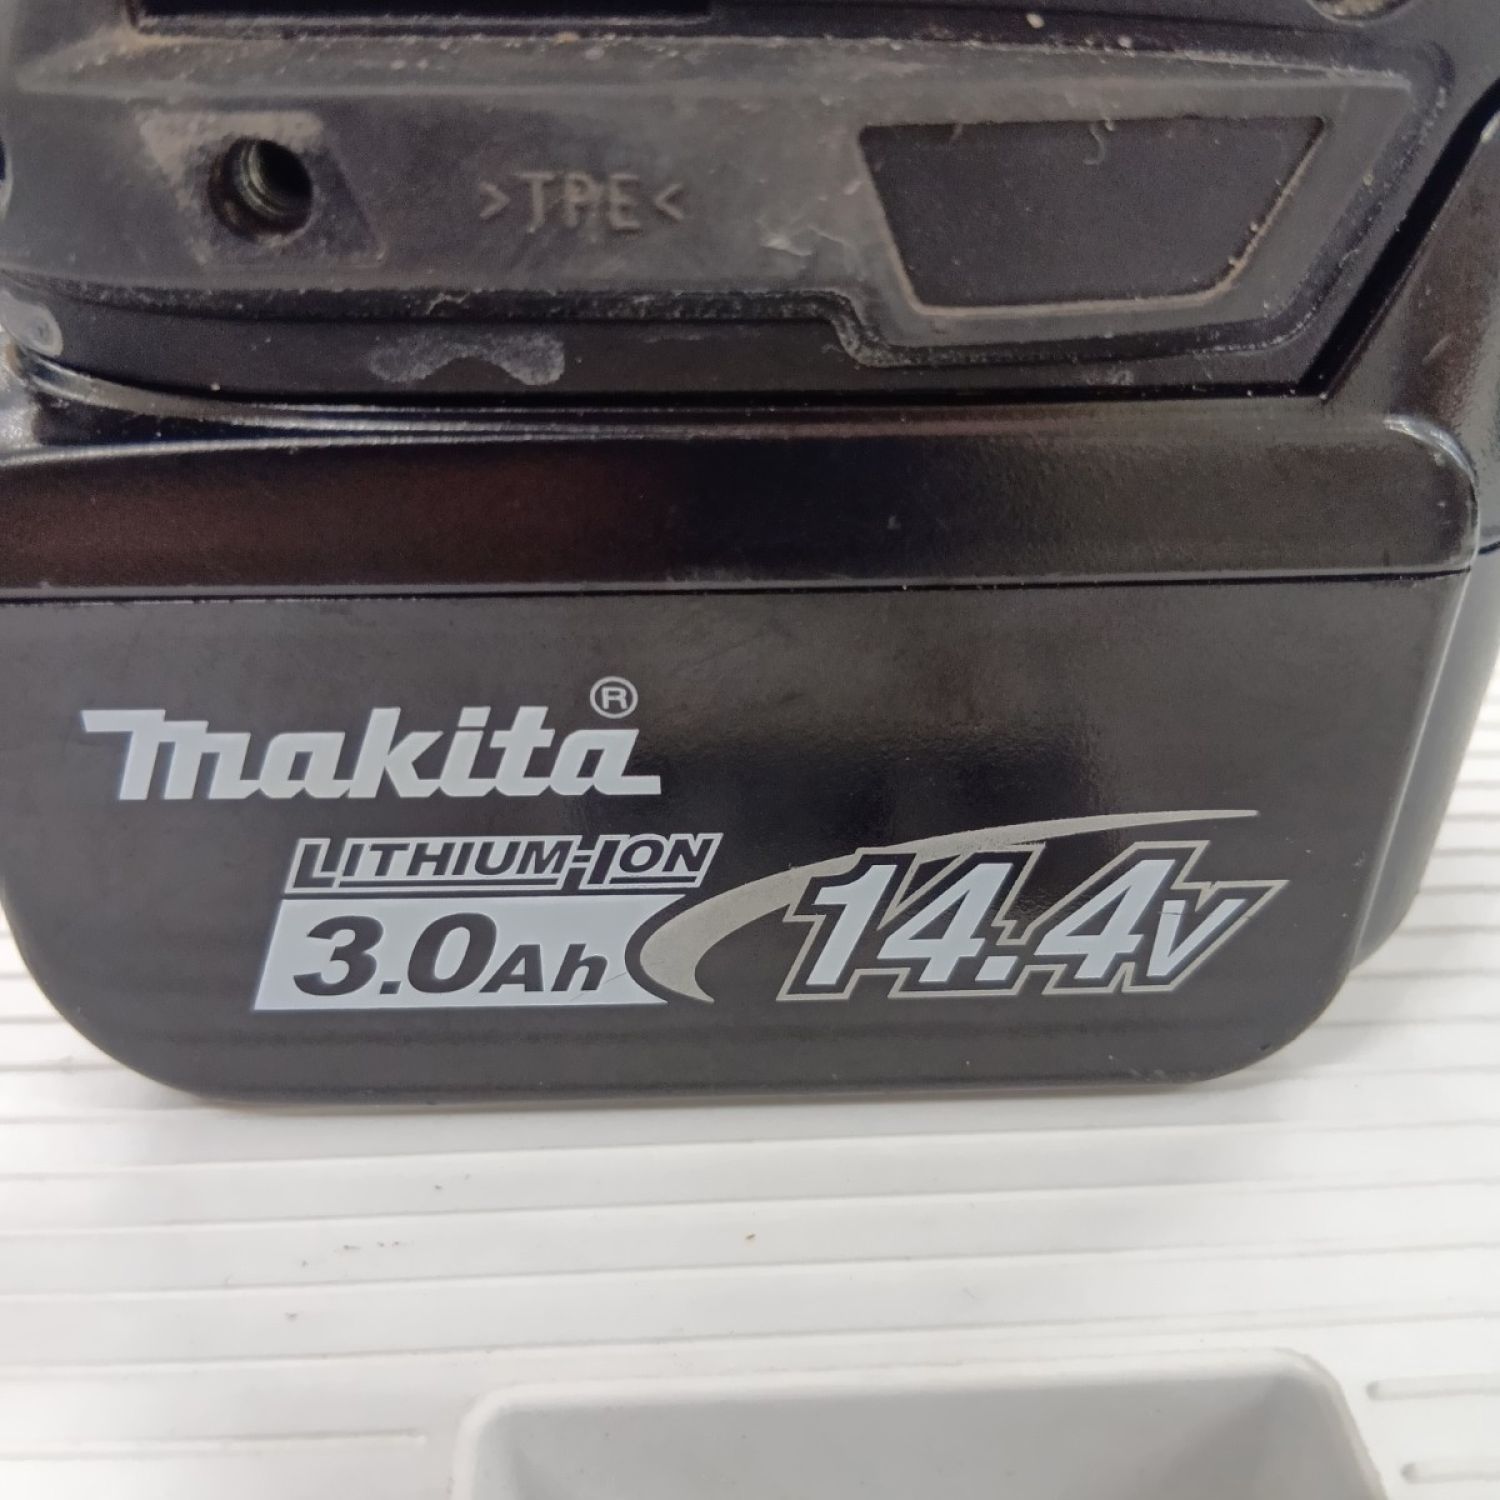 >TPE<
makita®
LITHIUM-ION
3.0Ah
14.4V